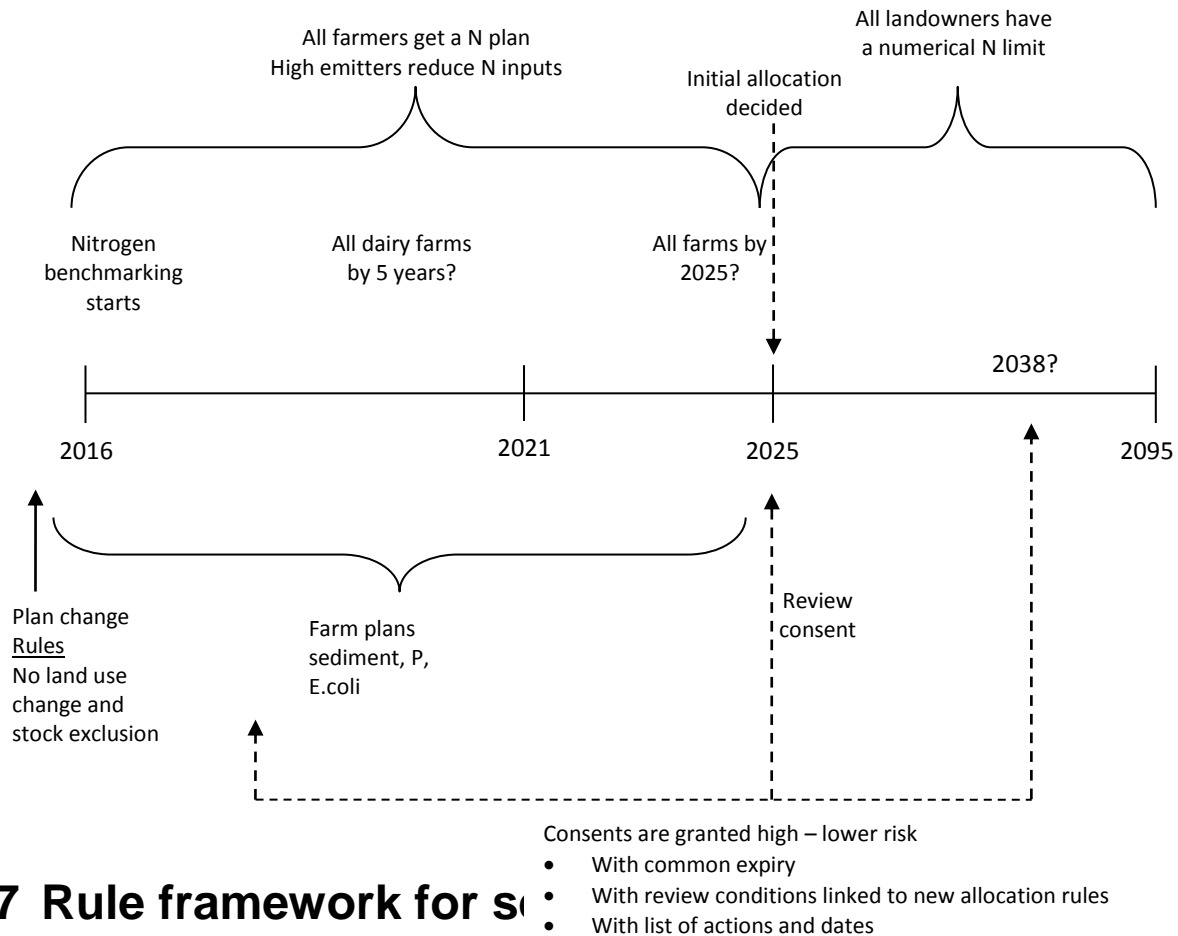 All farmers get a N plan
High emitters reduce N inputs
All landowners have
a numerical N limit
Initial allocation
decided
Nitrogen
benchmarking
starts
All dairy farms
by 5 years?
All farms by
2025?
2038?
2016
2021
2025
2095
Plan change
Rules
No land use
change and
stock exclusion
Farm plans
sediment, P,
E.coli
Review
consent
Consents are granted high – lower risk
• With common expiry
• With review conditions linked to new allocation rules
• With list of actions and dates
7 Rule framework for